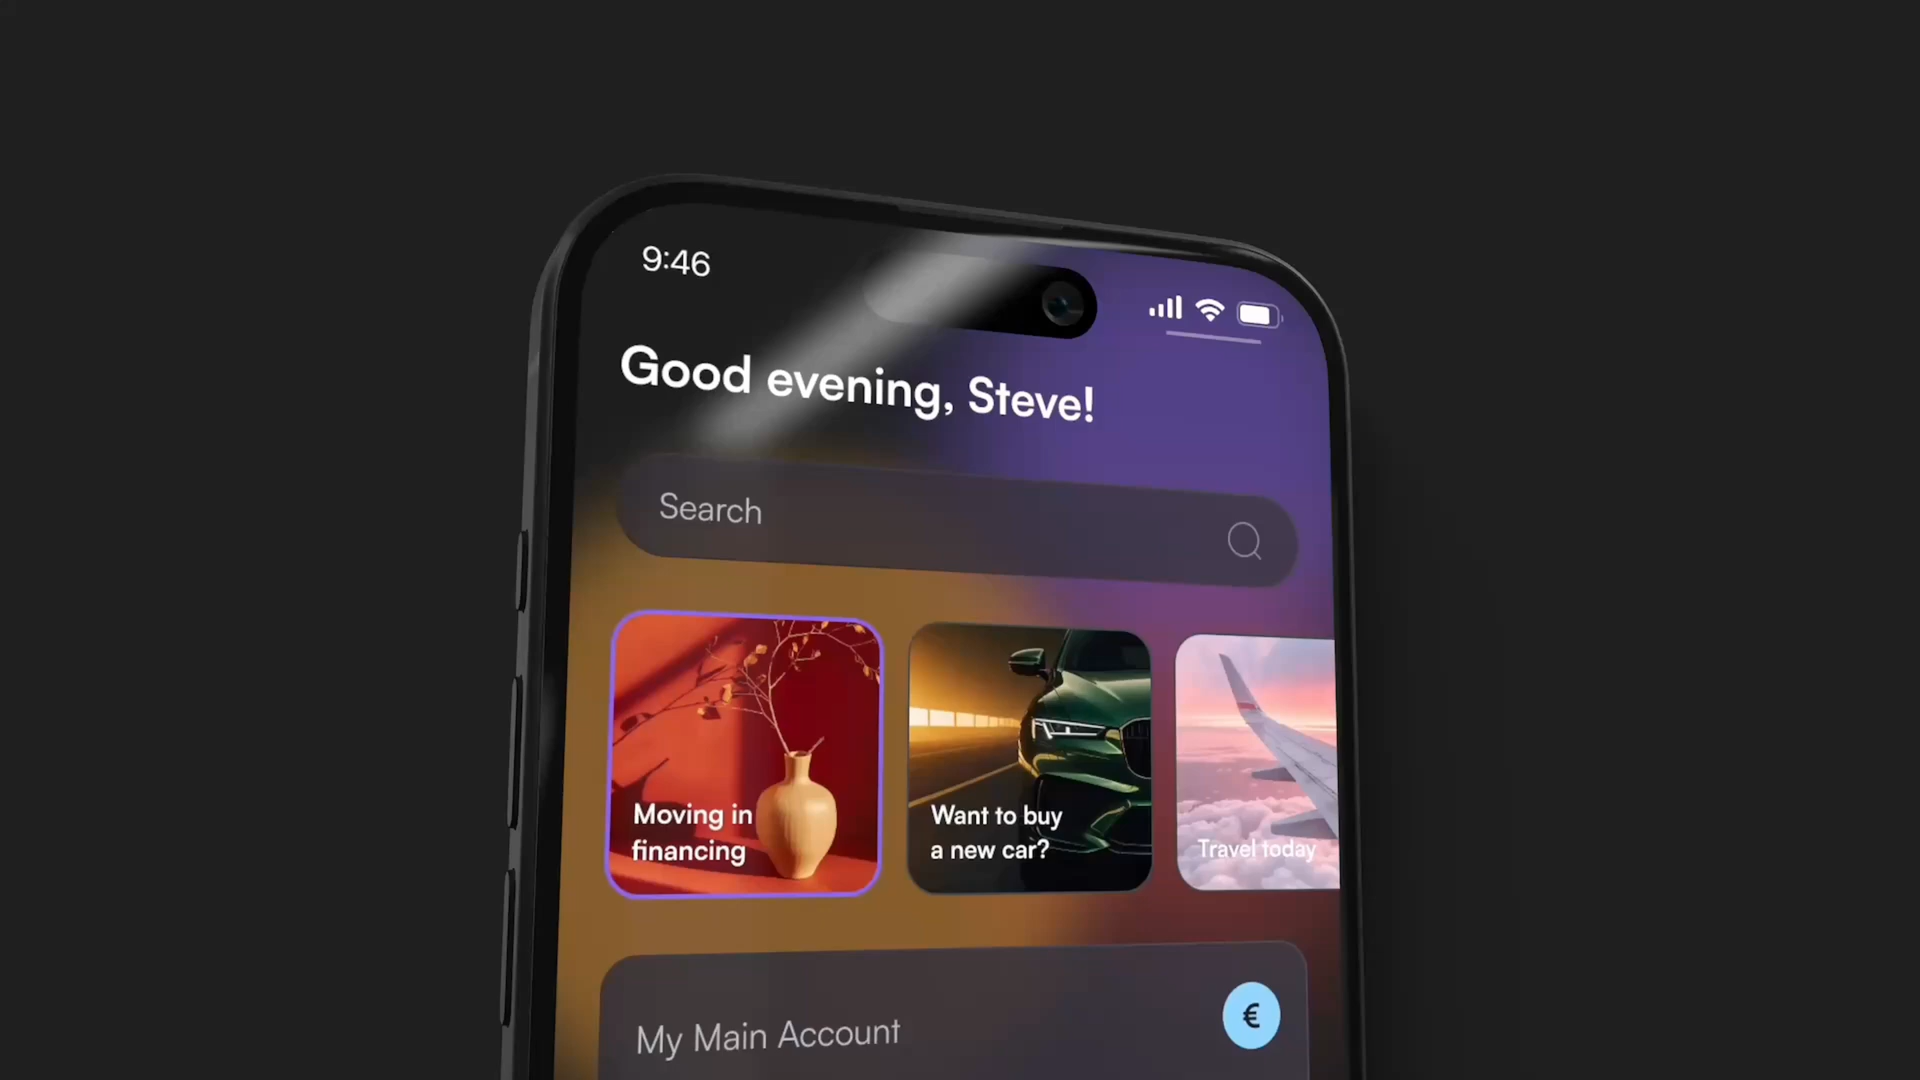 9:46
Good evening, Steve!
Search
Moving in
financing
Want to buy
a new car?
Travel today
My Main Account
€